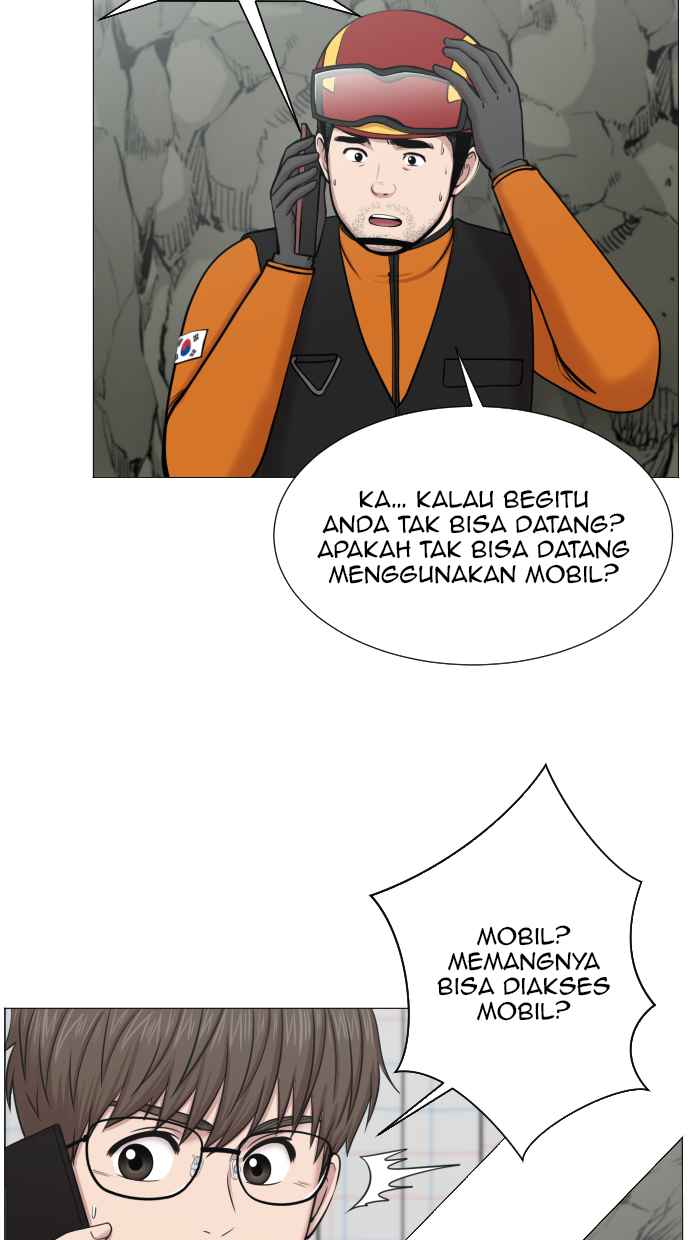 KA... KALAU BEGITU
ANDA TAK BISA DATANG?
APAKAH TAK BISA DATANG
MENGGUNAKAN MOBIL?
MOBIL?
MEMANGNYA
BISA DIAKSES
MOBIL?